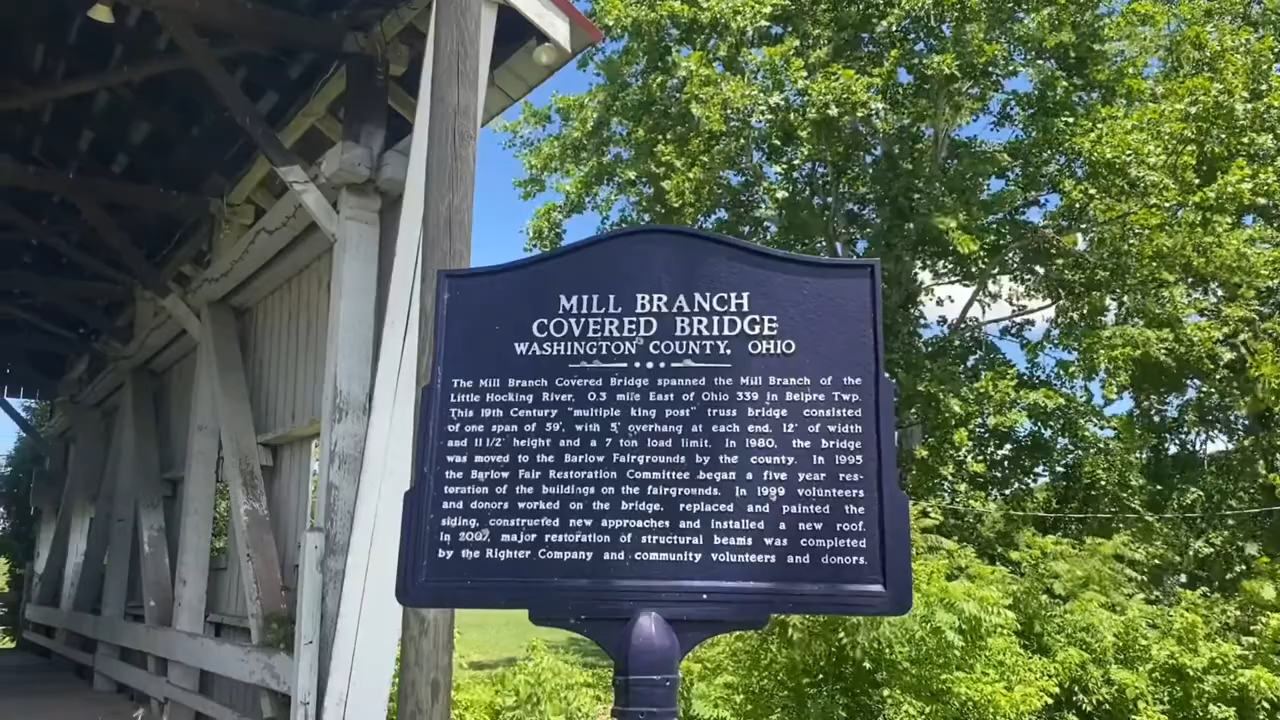 MILL BRANCH
COVERED BRIDGE
WASHINGTON COUNTY, OHIO
The Mill Branch Covered Bridge spanned the Mill Branch of the
Little Hocking River, 0.3 mile East of Ohio 339 in Belpre Twp.
This 19th Century "multiple king post" truss bridge consisted
of one span of 59', with 5' overhang at each end, 12' of width
and 11 1/2' height and a 7 ton load limit. In 1980, the bridge
was moved to the Barlow Fairgrounds by the county. In 1995
the Barlow Fair Restoration Committee began a five year res-
toration of the buildings on the fairgrounds. In 1999 volunteers
and donors worked on the bridge, replaced and painted the
siding, constructed new approaches and installed a new roof.
In 2007, major restoration of structural beams was completed
by the Righter Company and community volunteers and donors.